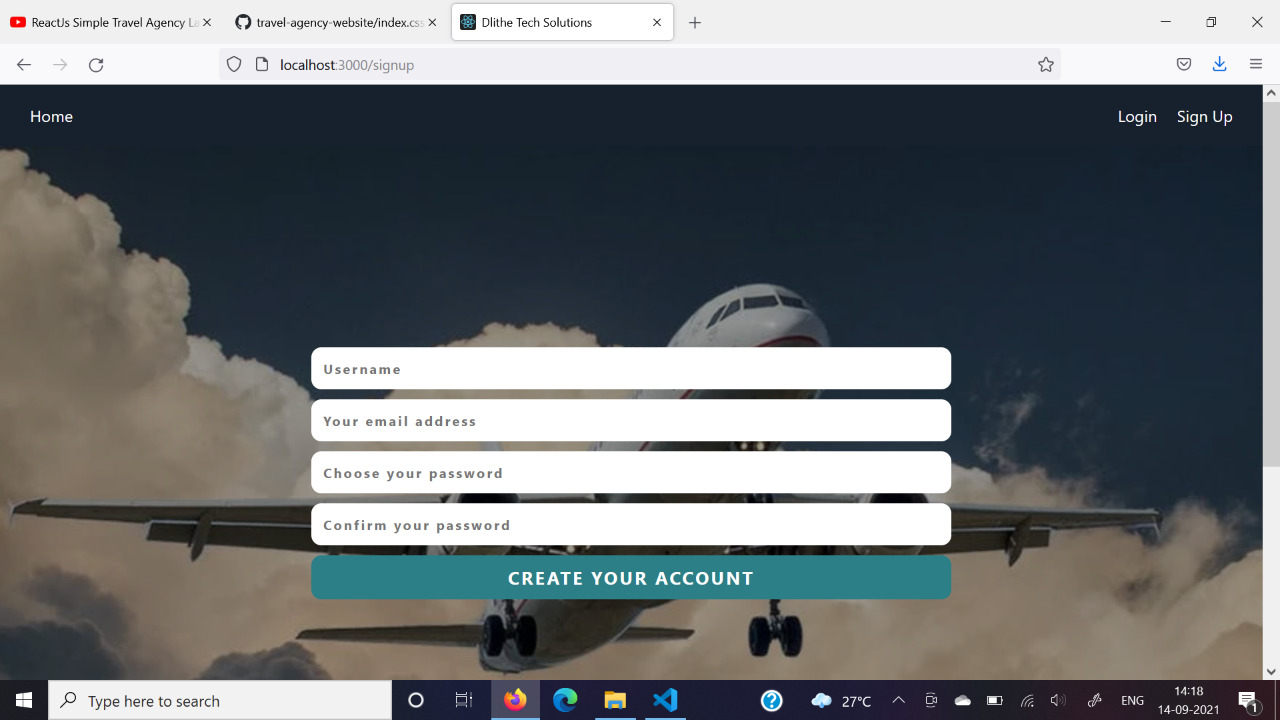 ReactJs Simple Travel Agency La
travel-agency-website/index.css
Dlithe Tech Solutions
localhost:3000/signup
Home
Login
Sign Up
Username
Your email address
Choose your password
Confirm your password
CREATE YOUR ACCOUNT
Type here to search
27°C
ENG
14:18
14-09-2021
1